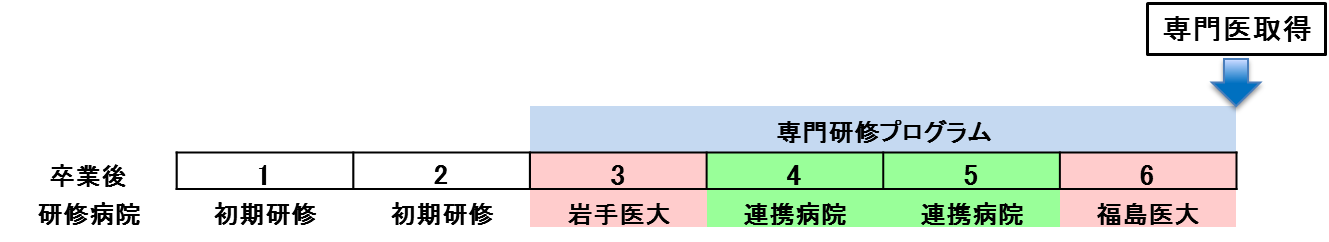 専門医取得
専門研修プログラム
卒業後 1 2 3 4 5 6
研修病院 初期研修 初期研修 岩手医大 連携病院 連携病院 福島医大